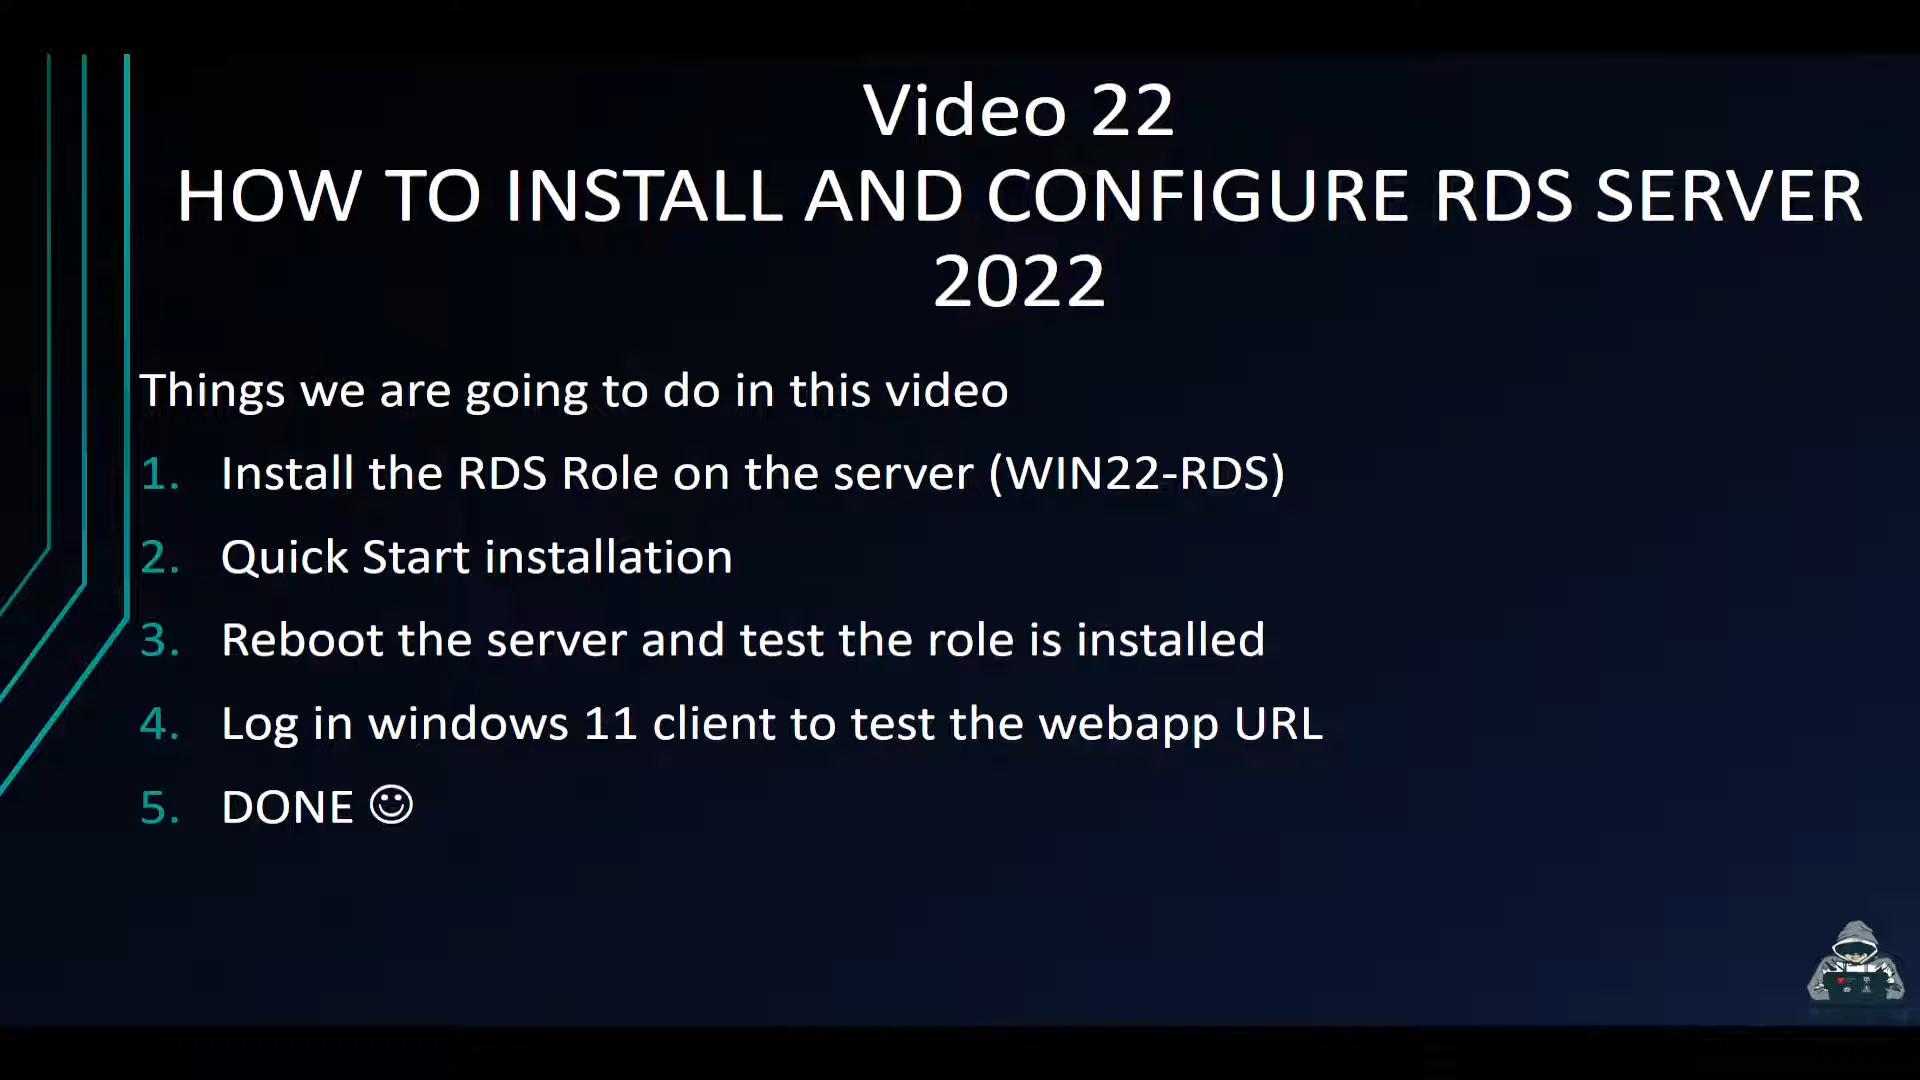 Video 22
HOW TO INSTALL AND CONFIGURE RDS SERVER
2022
Things we are going to do in this video
1. Install the RDS Role on the server (WIN22-RDS)
2. Quick Start installation
3. Reboot the server and test the role is installed
4. Log in windows 11 client to test the webapp URL
5. DONE ☺